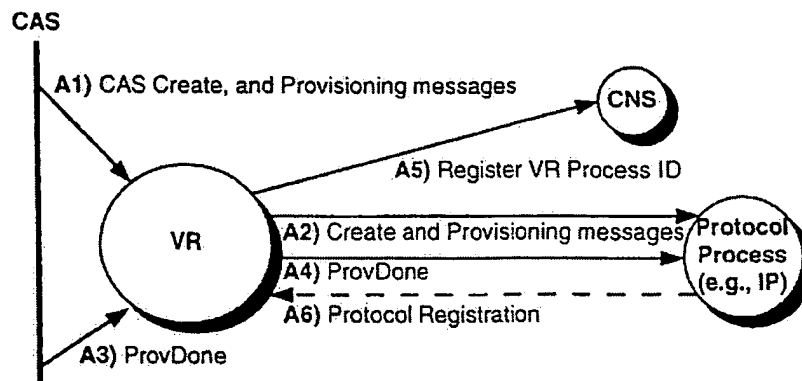 CAS
A1) CAS Create, and Provisioning messages
CNS
A5) Register VR Process ID
VR
A2) Create and Provisioning messages
Protocol
Process
(e.g., IP)
A4) ProvDone
A6) Protocol Registration
A3) ProvDone